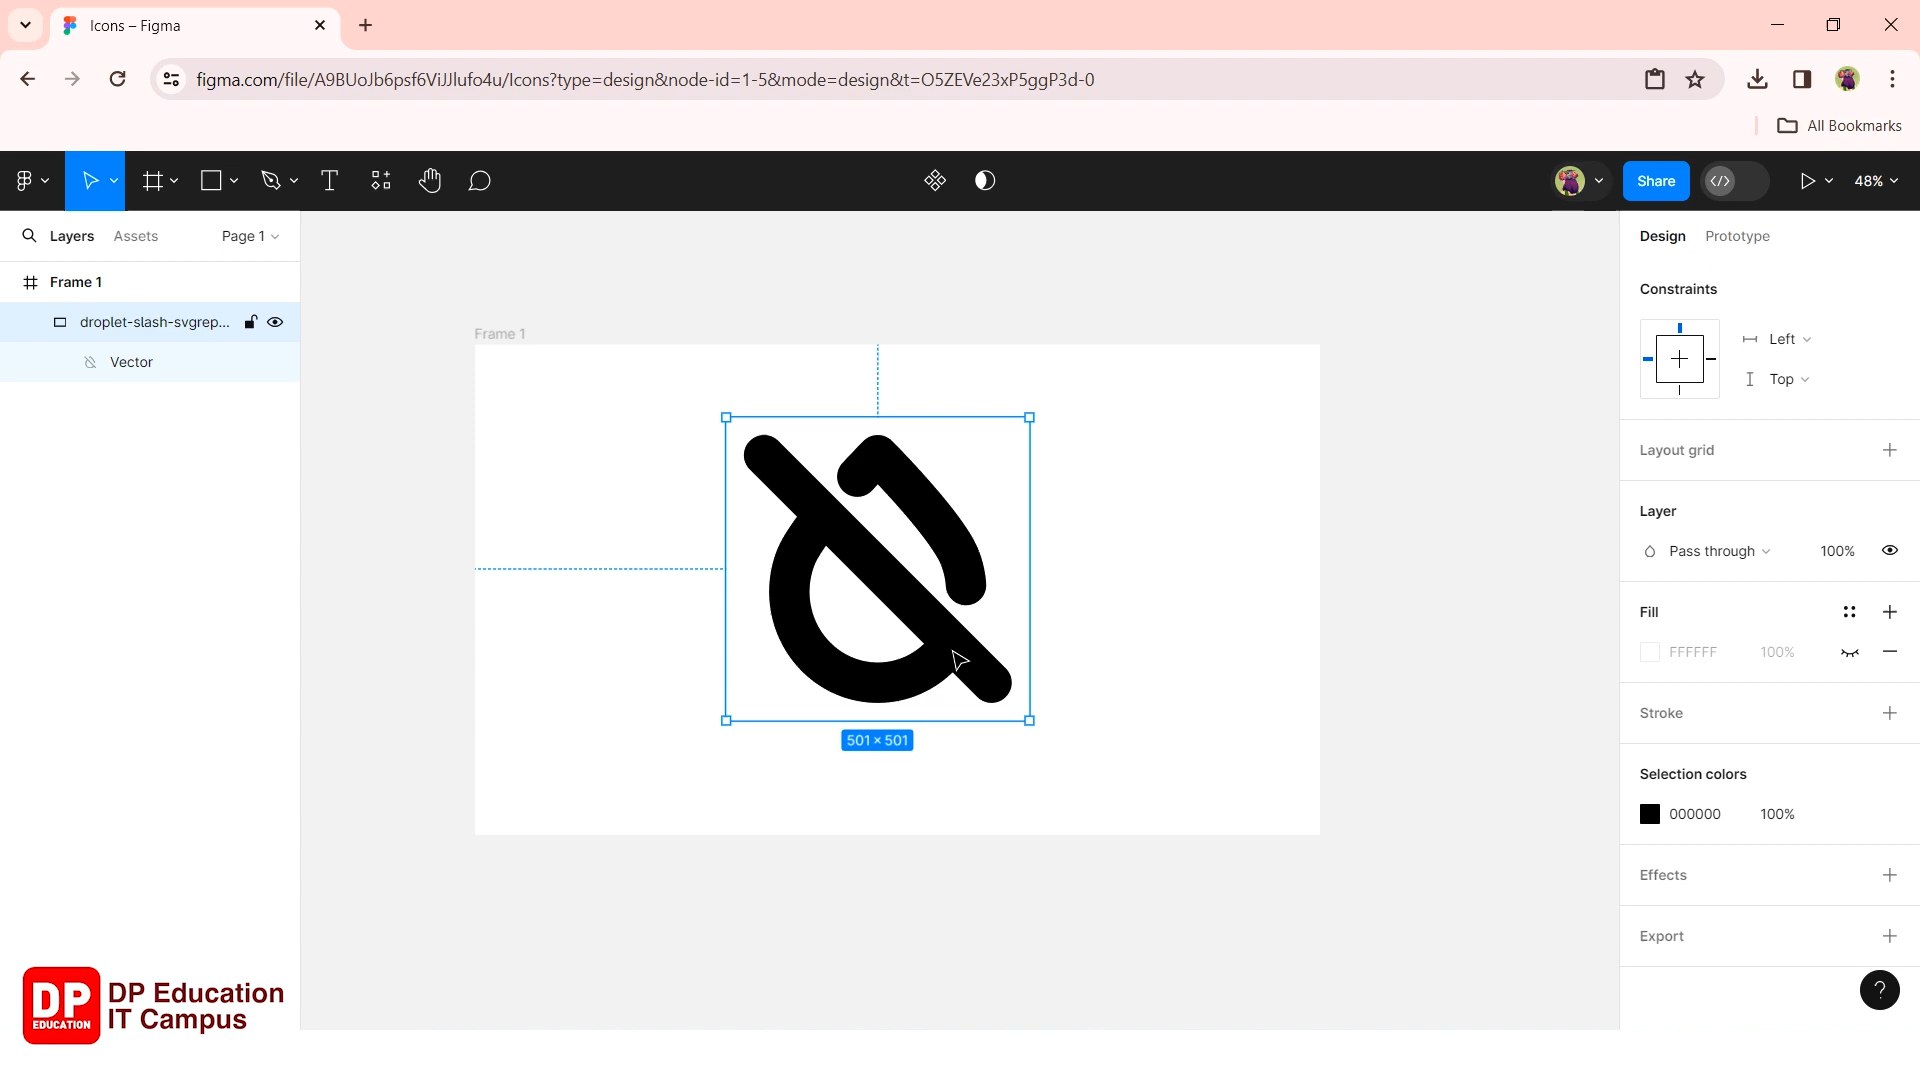 Icons – Figma
figma.com/file/A9BUoJb6psf6ViJJlufo4u/Icons?type=design&node-id=1-5&mode=design&t=O5ZEVe23xP5ggP3d-0
All Bookmarks
Share
48%
Layers
Assets
Page 1
Frame 1
droplet-slash-svgrep...
Vector
Frame 1
501 × 501
Design
Prototype
Constraints
Left
Top
Layout grid
Layer
Pass through
100%
Fill
FFFFFF
100%
Stroke
Selection colors
000000
100%
Effects
Export
?
DP
EDUCATION
DP Education
IT Campus